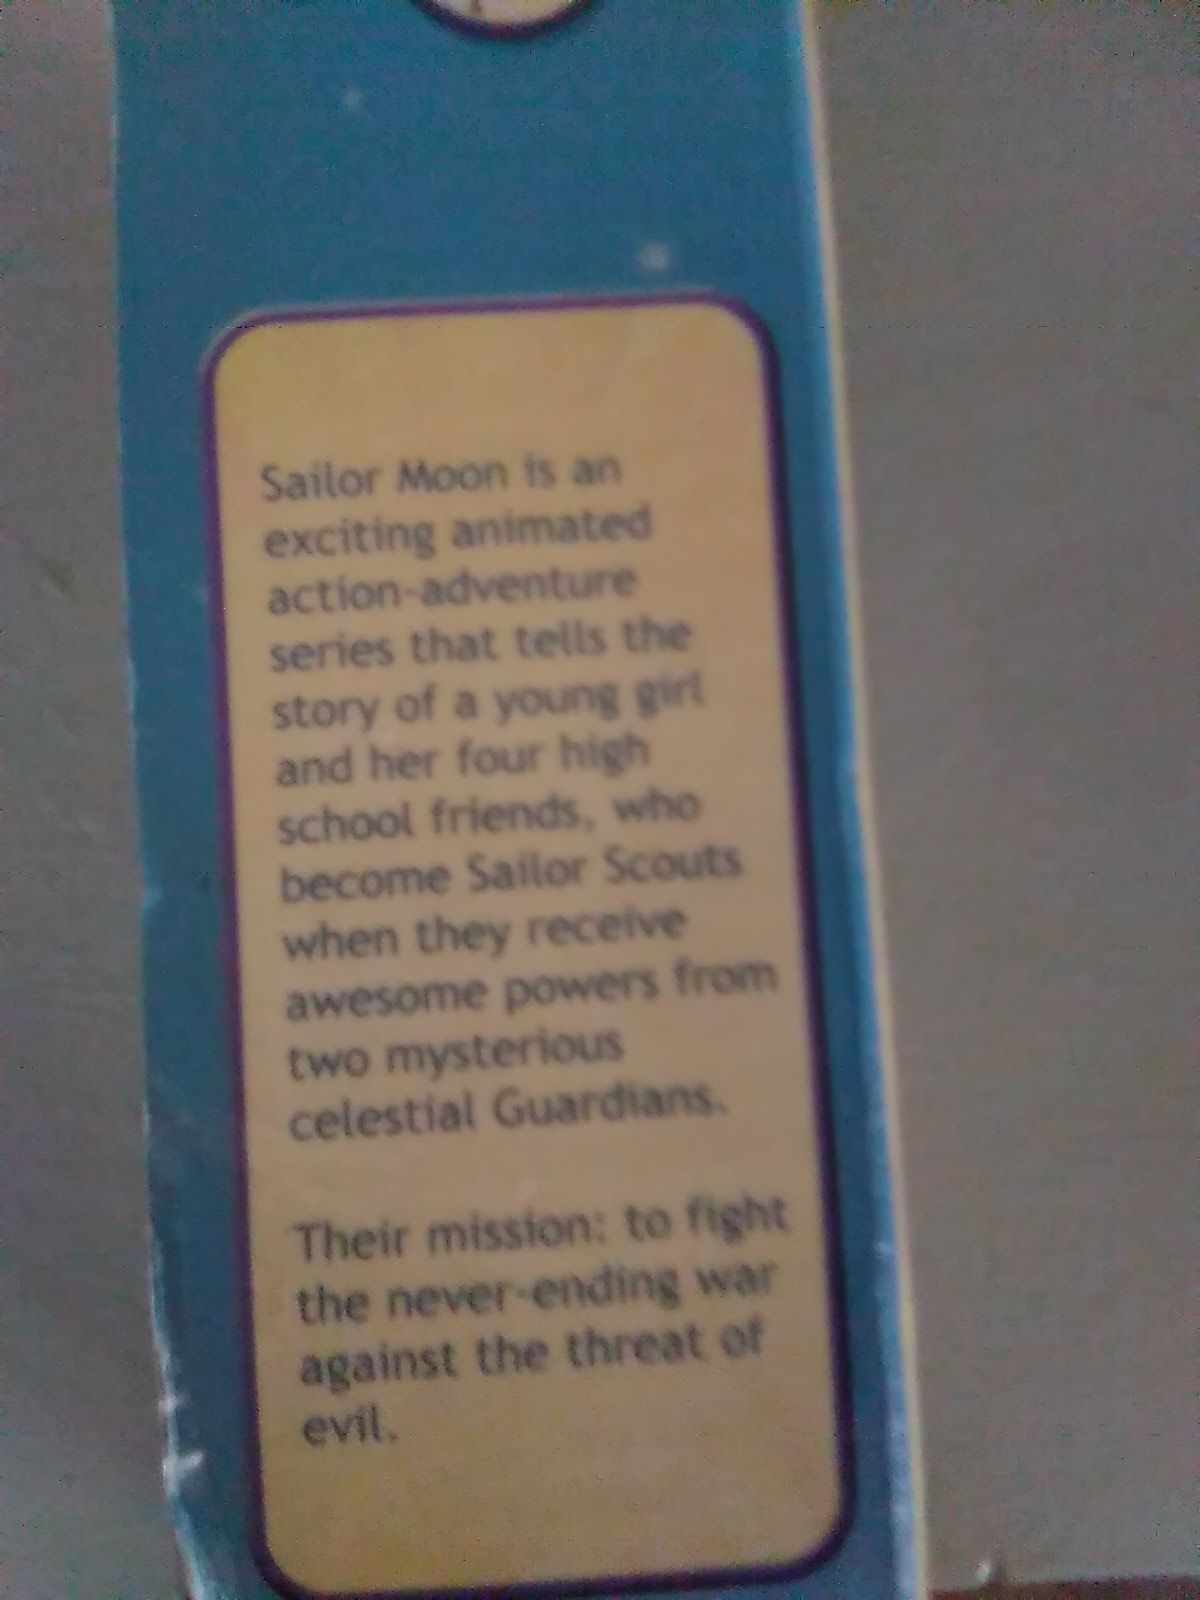 Sailor Moon is an
exciting animated
action-adventure
series that tells the
story of a young girl
and her four high
school friends, who
become Sailor Scouts
when they receive
awesome powers from
two mysterious
celestial Guardians.
Their mission: to fight
the never-ending war
against the threat of
evil.